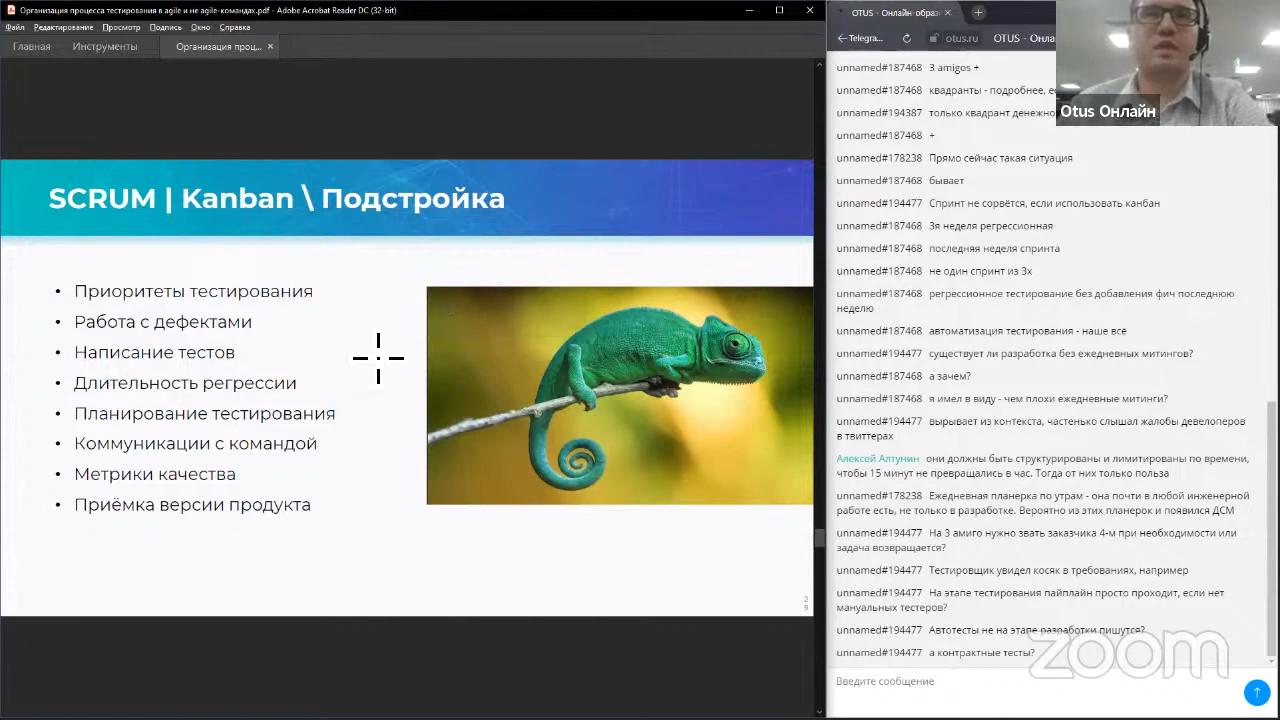 Организация процесса тестирования в agile и не agile-командах.pdf - Adobe Acrobat Reader DC (32-bit)
Файл Редактирование Просмотр Подпись Окно Справка
Главная Инструменты Организация проц... ×
SCRUM | Kanban \ Подстройка
• Приоритеты тестирования
• Работа с дефектами
• Написание тестов
• Длительность регрессии
• Планирование тестирования
• Коммуникации с командой
• Метрики качества
• Приёмка версии продукта
2
9
OTUS - Онлайн-образ
Telegra... otus.ru OTUS - Онла
Otus Онлайн
unnamed#187468 3 amigos +
unnamed#187468 квадранты - подробнее,
unnamed#194387 только квадрант
unnamed#187468 +
unnamed#178238 Прямо сейчас такая ситуация
unnamed#187468 бывает
unnamed#194477 Спринт не сорвётся, если использовать канбан
unnamed#187468 3я неделя регрессионная
unnamed#187468 последняя неделя спринта
unnamed#187468 не один спринт из 3х
unnamed#187468 регрессионное тестирование без добавления фич последнюю
неделю
unnamed#187468 автоматизация тестирования - наше всё
unnamed#194477 существует ли разработка без ежедневных митингов?
unnamed#187468 а зачем?
unnamed#187468 я имел в виду - чем плохи ежедневные митинги?
unnamed#194477 вырывает из контекста, частенько слышал жалобы девелоперов
в твиттерах
Алексей Алтунин они должны быть структурированы и лимитированы по времени,
чтобы 15 минут не превращались в час. Тогда от них только польза
unnamed#178238 Ежедневная планерка по утрам - она почти в любой инженерной
работе есть, не только в разработке. Вероятно из этих планерок и появился ДСМ
unnamed#194477 На 3 амиго нужно звать заказчика 4-м при необходимости или
задача возвращается?
unnamed#194477 Тестировщик увидел косяк в требованиях, например
unnamed#194477 На этапе тестирования пайплайн просто проходит, если нет
мануальных тестеров?
unnamed#194477 Автотесты не на этапе разработки пишутся?
unnamed#194477 а контрактные тесты?
zoom
Введите сообщение